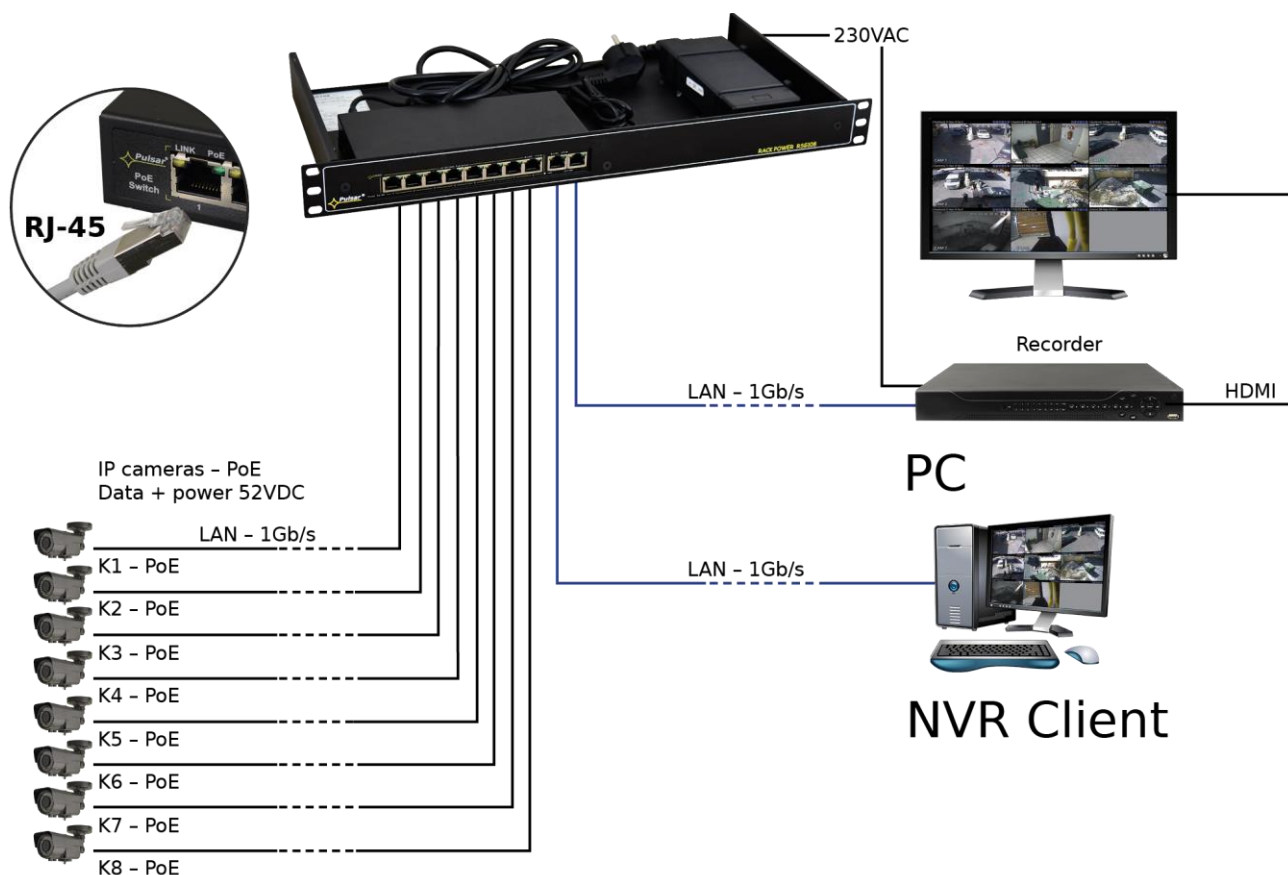 230VAC
Pulsar®
LINK PoE
PoE
Switch
1
RJ-45
RACK POWER
Pulsar®
Recorder
LAN – 1Gb/s
HDMI
PC
IP cameras – PoE
Data + power 52VDC
LAN – 1Gb/s
K1 – PoE
K2 – PoE
K3 – PoE
K4 – PoE
K5 – PoE
K6 – PoE
K7 – PoE
K8 – PoE
LAN – 1Gb/s
NVR Client